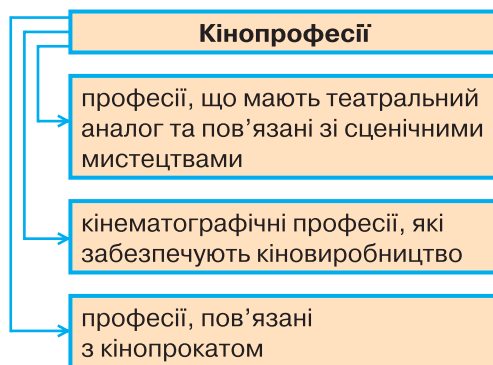 Кінопрофесії
професії, що мають театральний
аналог та пов’язані зі сценічними
мистецтвами
кінематографічні професії, які
забезпечують кіновиробництво
професії, пов’язані
з кінопрокатом